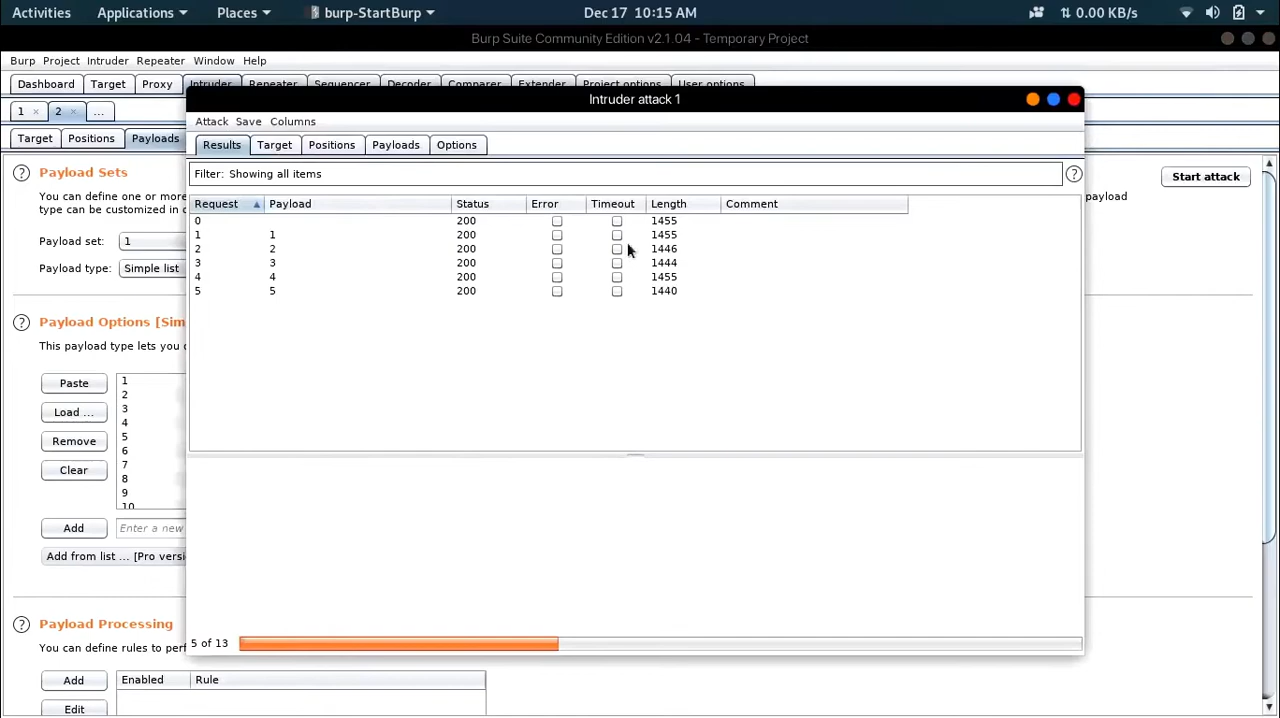 Activities Applications Places burp-StartBurp Dec 17 10:15 AM 0.00 KB/s
Burp Suite Community Edition v2.1.04 - Temporary Project
Burp Project Intruder Repeater Window Help
Dashboard Target Proxy Intruder Repeater Sequencer Decoder Comparer Extender Project options User options
Intruder attack 1
1 × 2 × ...
Attack Save Columns
Target Positions Payloads
Results Target Positions Payloads Options
Payload Sets
Filter: Showing all items ?
Start attack
You can define one or more
payload
type can be customized in
Request Payload Status Error Timeout Length Comment
0 200 1455
1 1 200 1455
2 2 200 1446
3 3 200 1444
4 4 200 1455
5 5 200 1440
Payload set: 1
Payload type: Simple list
? Payload Options [Sim
This payload type lets you
Paste
Load ...
Remove
Clear
1
2
3
4
5
6
7
8
9
10
Add Enter a new
Add from list ... [Pro versi
? Payload Processing
You can define rules to per
5 of 13
Add Enabled Rule
Edit